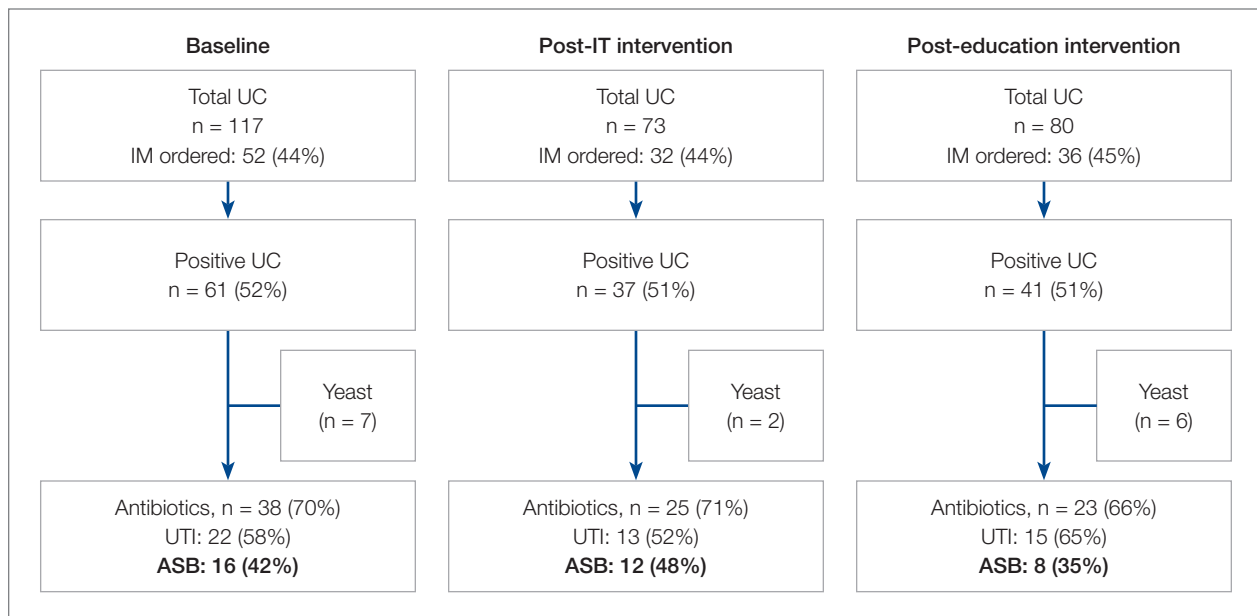 Baseline
Total UC
n = 117
IM ordered: 52 (44%)
Positive UC
n = 61 (52%)
Yeast
(n = 7)
Antibiotics, n = 38 (70%)
UTI: 22 (58%)
ASB: 16 (42%)
Post-IT intervention
Total UC
n = 73
IM ordered: 32 (44%)
Positive UC
n = 37 (51%)
Yeast
(n = 2)
Antibiotics, n = 25 (71%)
UTI: 13 (52%)
ASB: 12 (48%)
Post-education intervention
Total UC
n = 80
IM ordered: 36 (45%)
Positive UC
n = 41 (51%)
Yeast
(n = 6)
Antibiotics, n = 23 (66%)
UTI: 15 (65%)
ASB: 8 (35%)